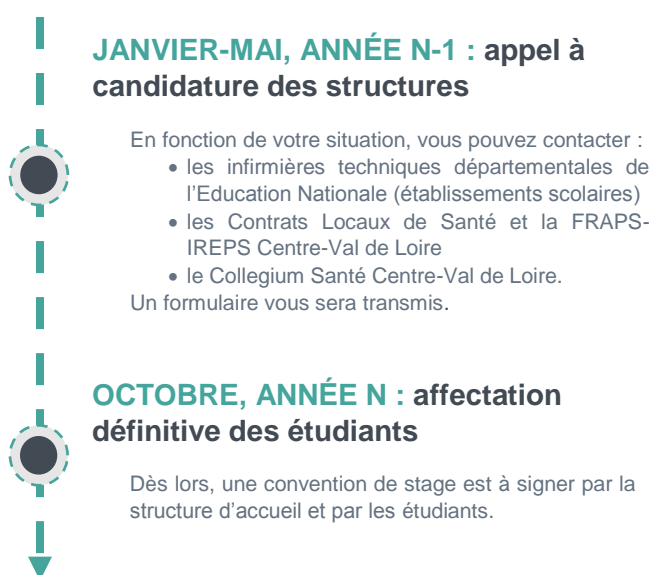 JANVIER-MAI, ANNÉE N-1 : appel à
candidature des structures
En fonction de votre situation, vous pouvez contacter :
• les infirmières techniques départementales de
l'Education Nationale (établissements scolaires)
• les Contrats Locaux de Santé et la FRAPS-
IREPS Centre-Val de Loire
• le Collegium Santé Centre-Val de Loire.
Un formulaire vous sera transmis.
OCTOBRE, ANNÉE N : affectation
définitive des étudiants
Dès lors, une convention de stage est à signer par la
structure d'accueil et par les étudiants.